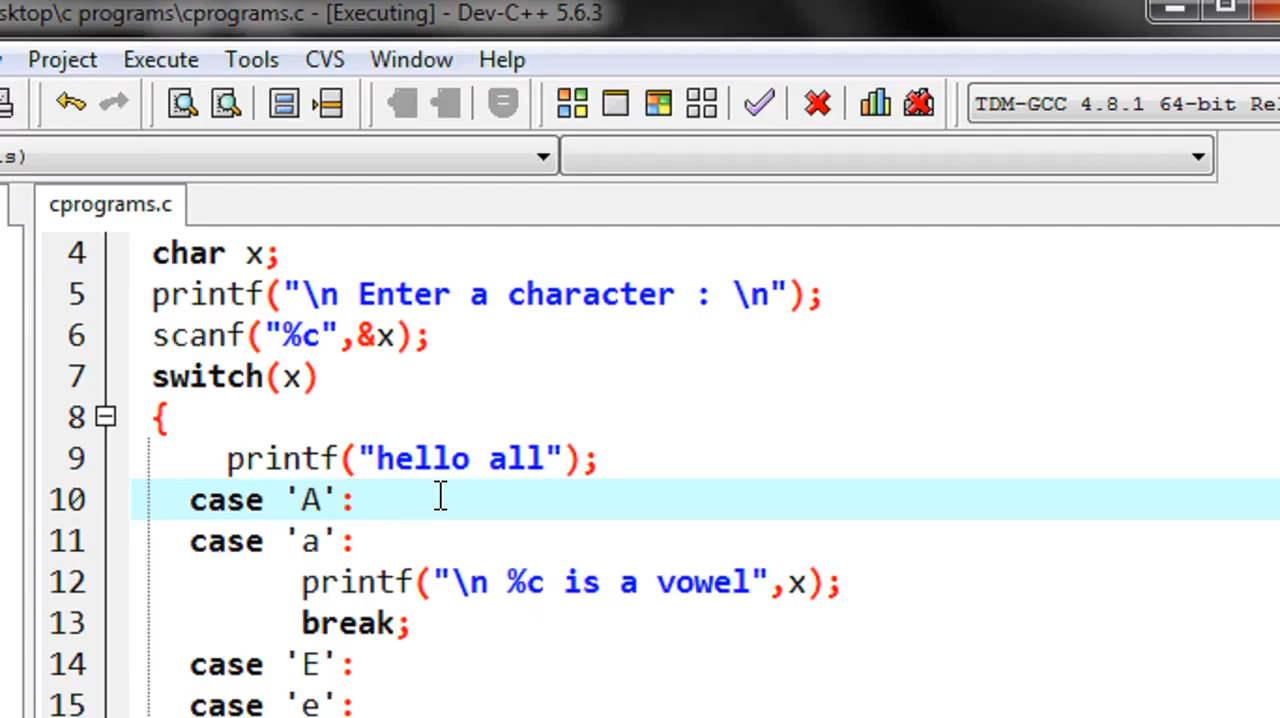 sktop\c programs\cprograms.c - [Executing] - Dev-C++ 5.6.3
Project Execute Tools CVS Window Help
TDM-GCC 4.8.1 64-bit Rel
ls)
cprograms.c
4 char x;
5 printf("\n Enter a character : \n");
6 scanf("%c",&x);
7 switch(x)
8 {
9 printf("hello all");
10 case 'A':
11 case 'a':
12 printf("\n %c is a vowel",x);
13 break;
14 case 'E':
15 case 'e':